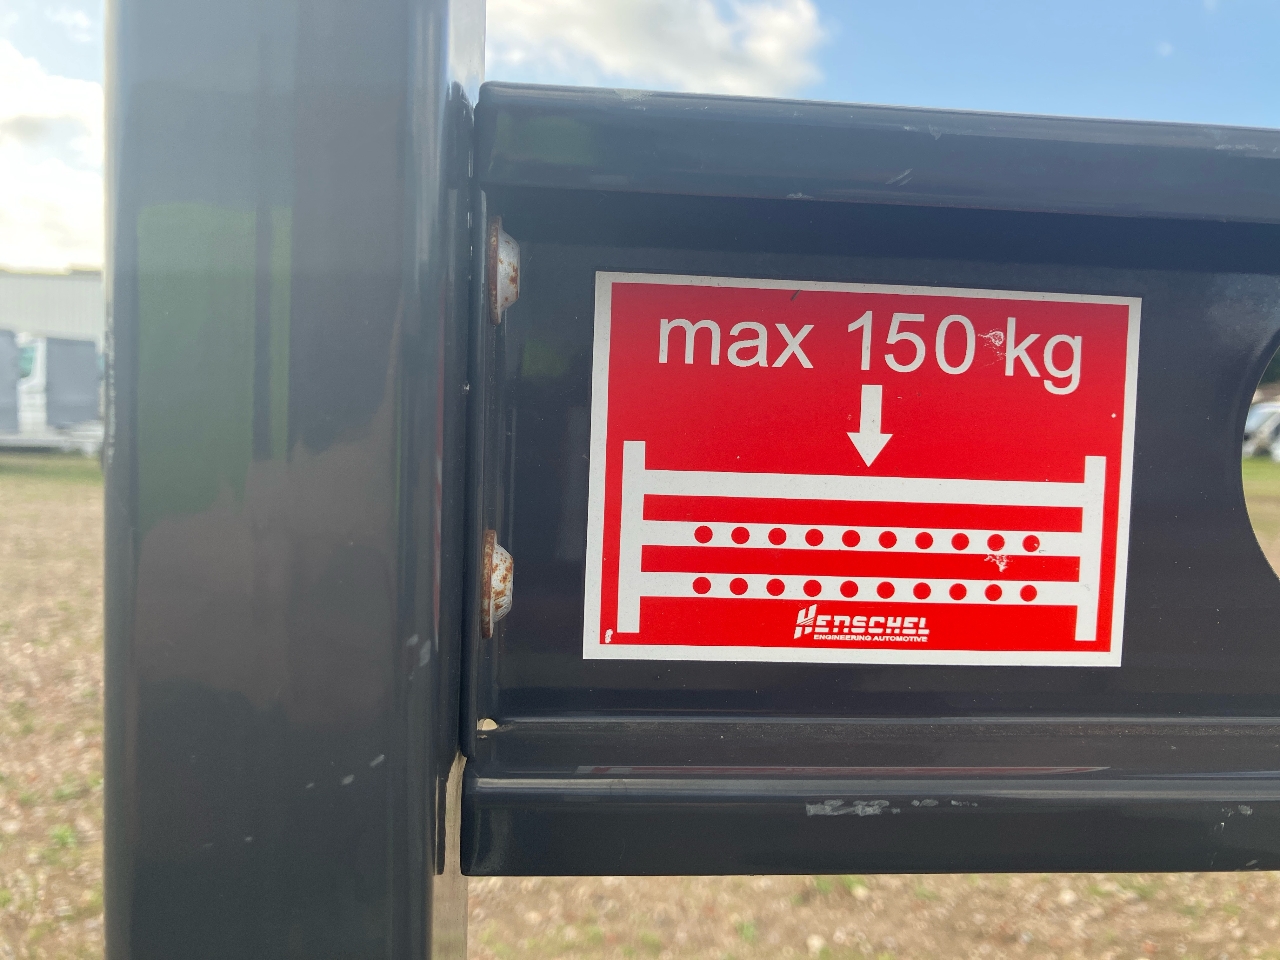 max 150 kg
HENSCHEL
ENGINEERING AUTOMOTIVE